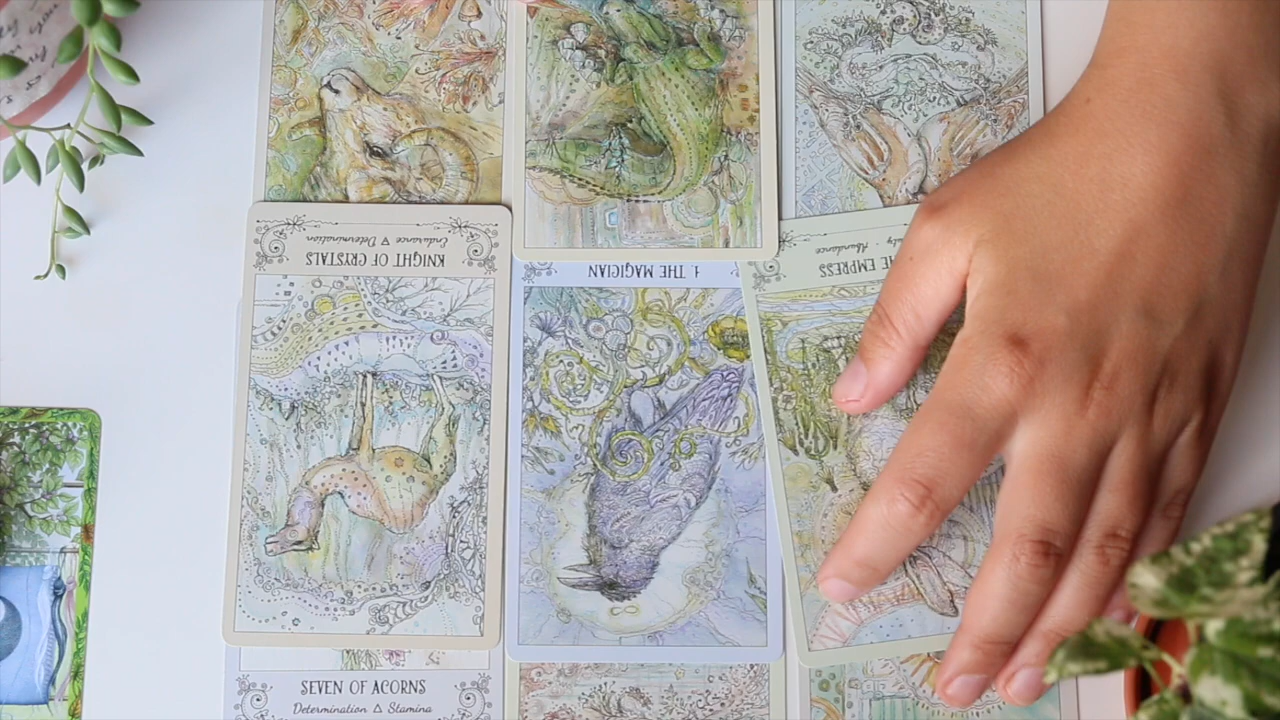 Endurance ∇ Determination
KNIGHT OF CRYSTALS
1. THE MAGICIAN
Abundance
THE EMPRESS
SEVEN OF ACORNS
Determination Δ Stamina